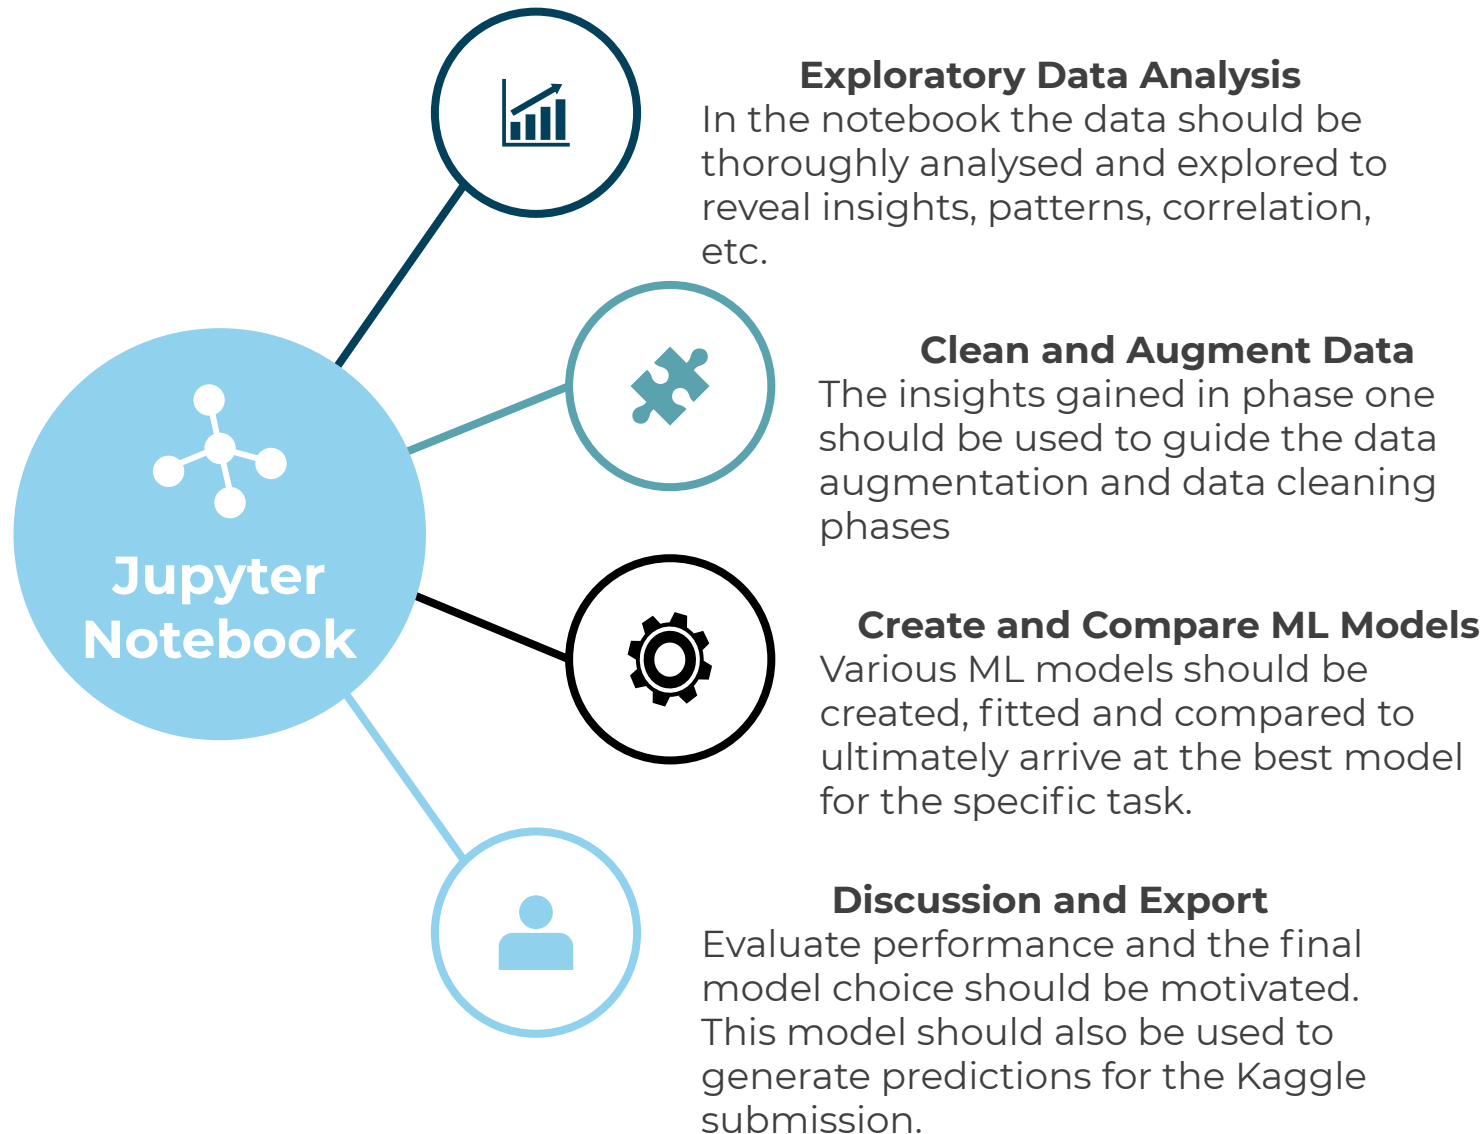 Exploratory Data Analysis
In the notebook the data should be
thoroughly analysed and explored to
reveal insights, patterns, correlation,
etc.
Clean and Augment Data
The insights gained in phase one
should be used to guide the data
augmentation and data cleaning
phases
Jupyter
Notebook
Create and Compare ML Models
Various ML models should be
created, fitted and compared to
ultimately arrive at the best model
for the specific task.
Discussion and Export
Evaluate performance and the final
model choice should be motivated.
This model should also be used to
generate predictions for the Kaggle
submission.